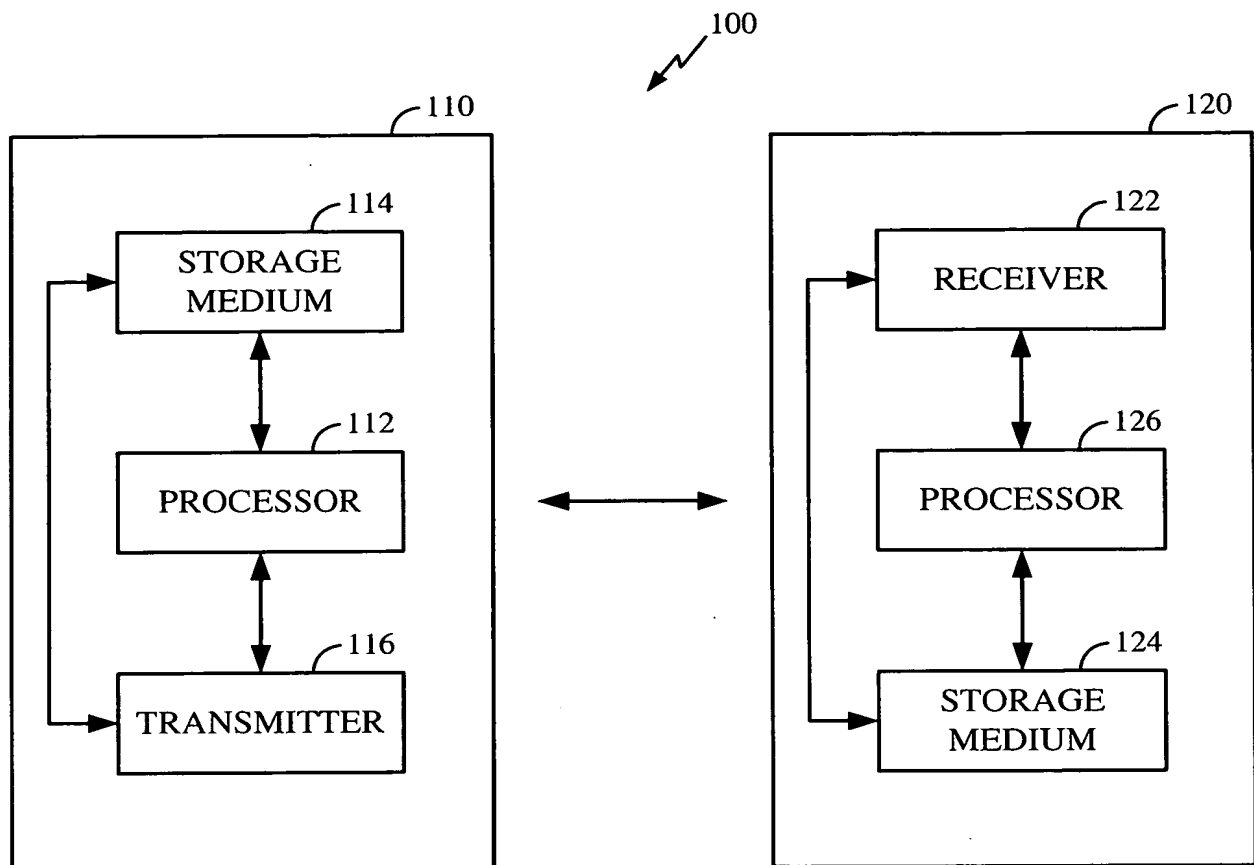 100
110
120
114
STORAGE
MEDIUM
122
RECEIVER
112
PROCESSOR
126
PROCESSOR
116
TRANSMITTER
124
STORAGE
MEDIUM